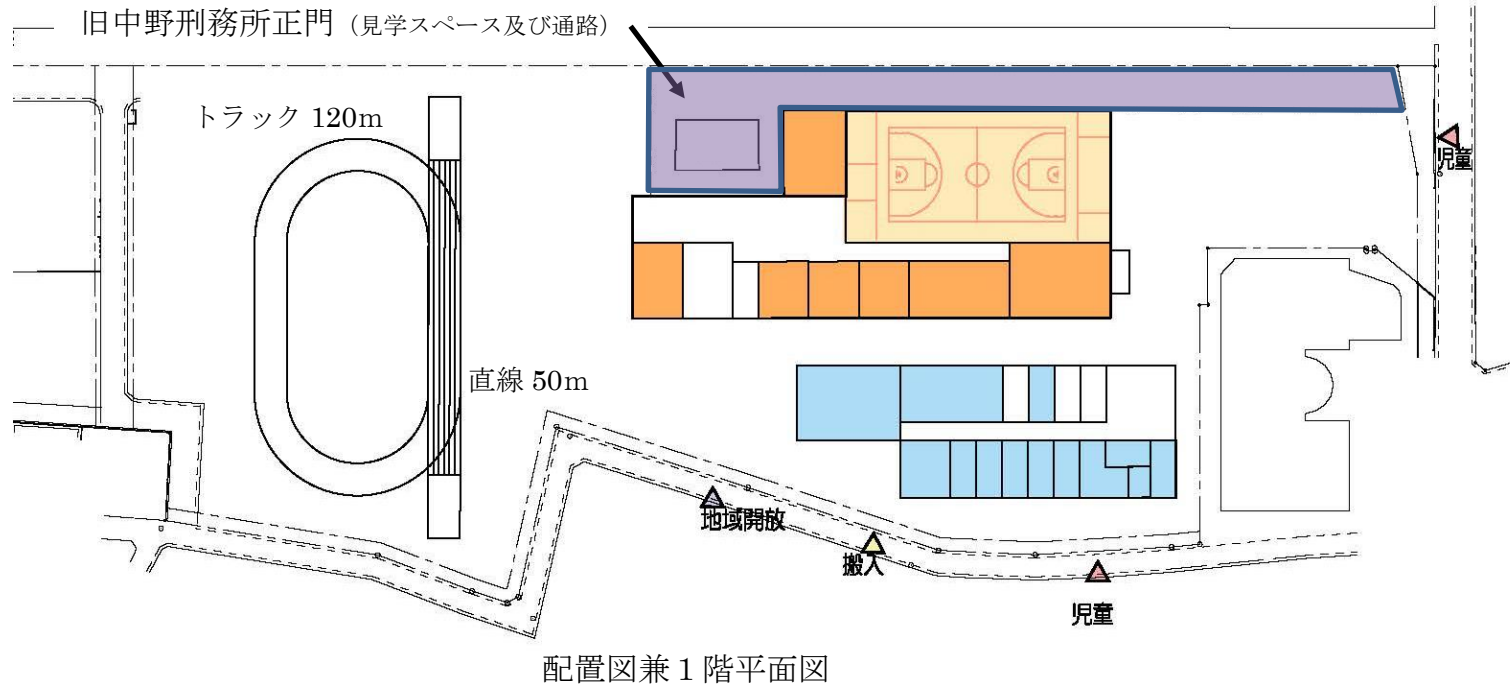 旧中野刑務所正門（見学スペース及び通路）
トラック 120m
児童
直線 50m
地域開放
搬入
児童
配置図兼１階平面図